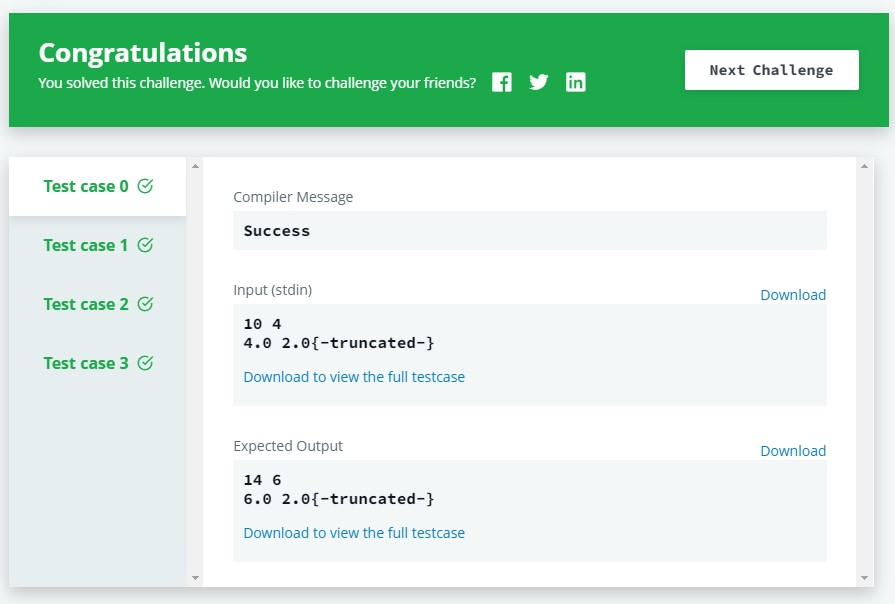 Congratulations
You solved this challenge. Would you like to challenge your friends?
Next Challenge
Test case 0
Test case 1
Test case 2
Test case 3
Compiler Message
Success
Input (stdin)
Download
10 4
4.0 2.0{-truncated-}
Download to view the full testcase
Expected Output
Download
14 6
6.0 2.0{-truncated-}
Download to view the full testcase